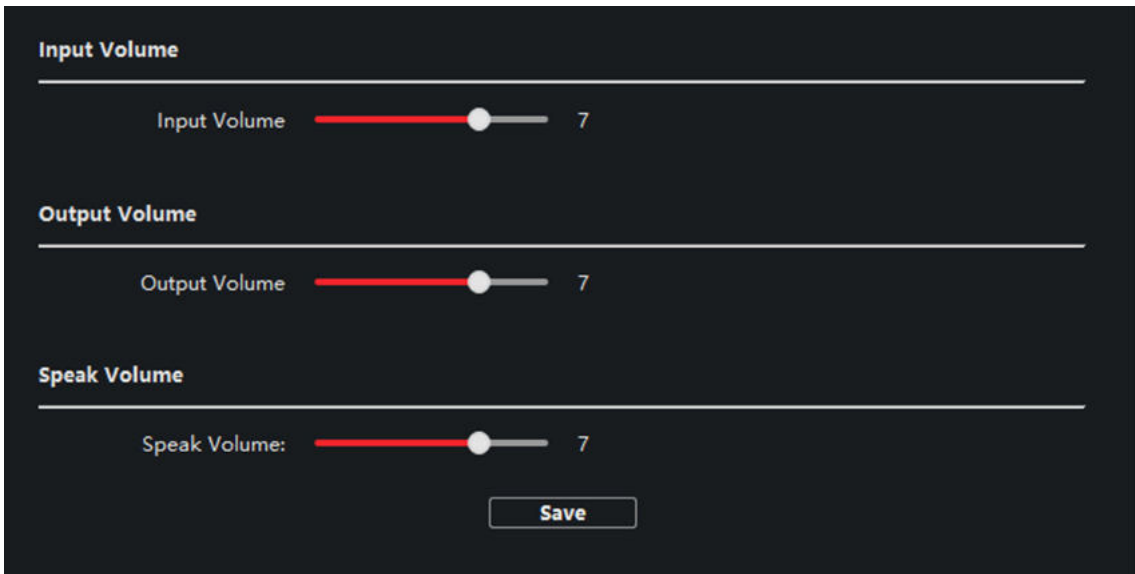 Input Volume
Input Volume 7
Output Volume
Output Volume 7
Speak Volume
Speak Volume: 7
Save